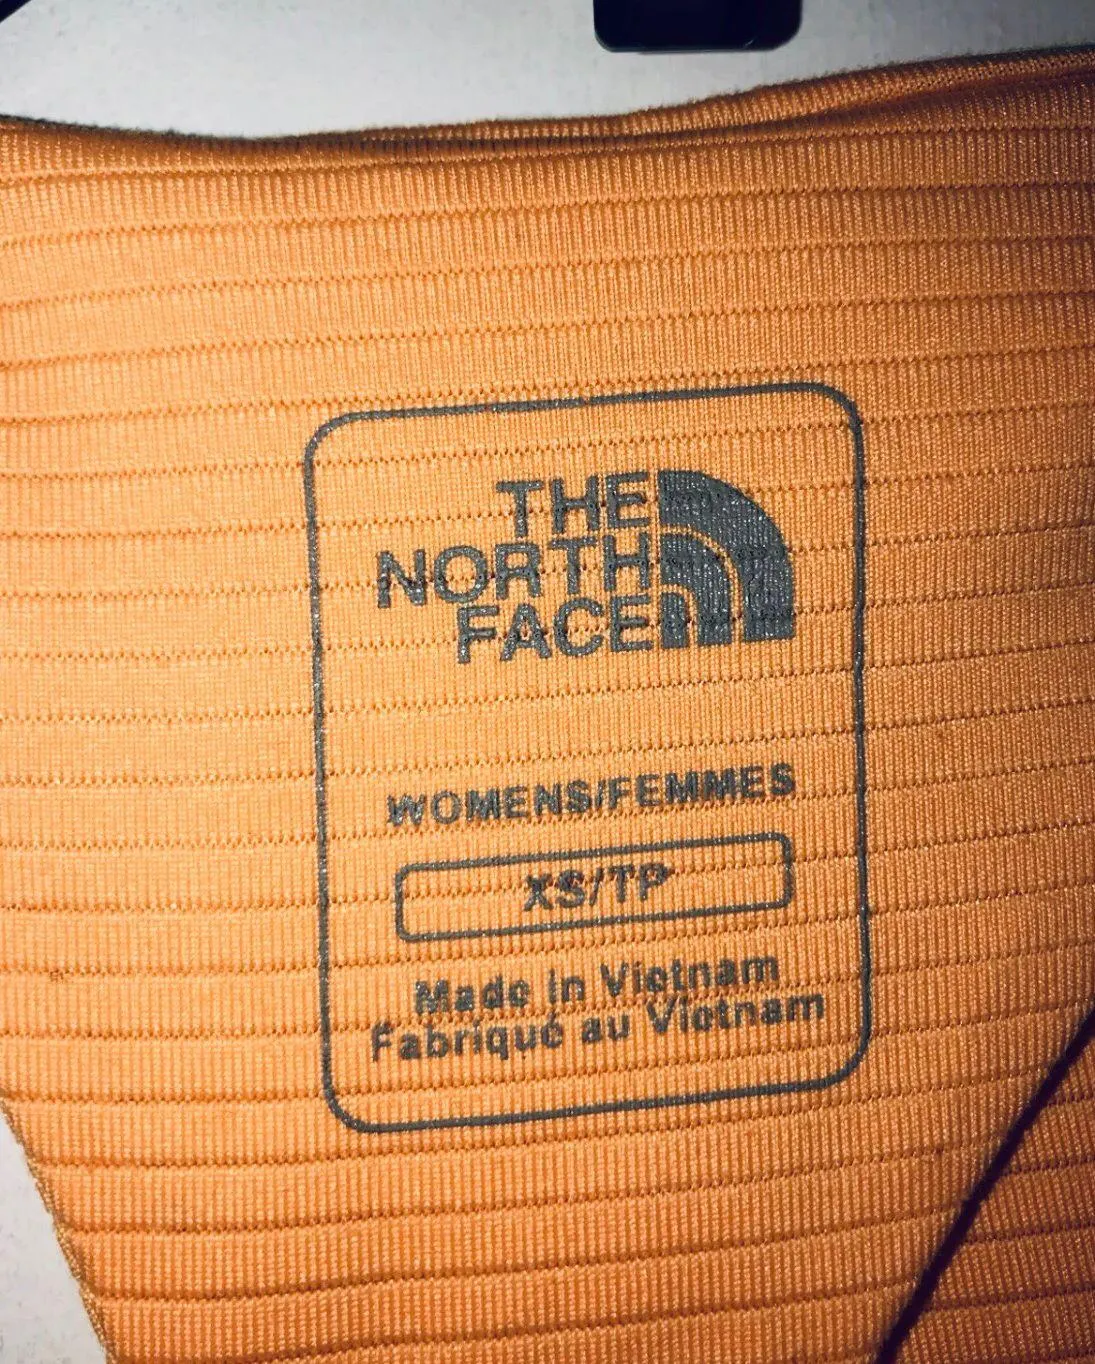 THE
NORTH
FACE
WOMENS/FEMMES
XS/TP
Made in Vietnam
Fabriqué au Vietnam